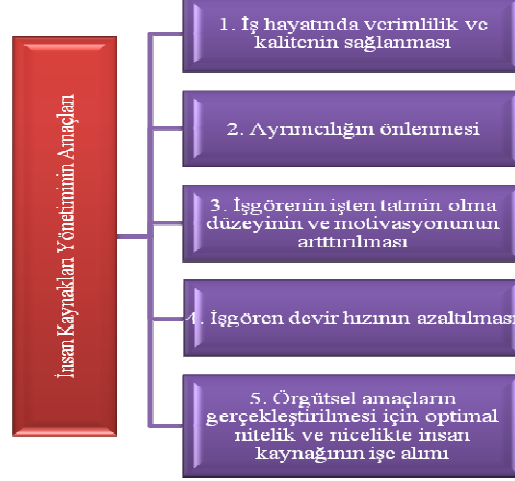 İnsan Kaynakları Yönetiminin Amaçları
1. İş hayatında verimlilik ve
kalitenin sağlanması
2. Ayrımcılığın önlenmesi
3. İşgörenin işten tatmin olma
düzeyinin ve motivasyonunun
artttırılması
4. İşgören devir hızının azaltılması
5. Örgütsel amaçların
gerçekleştirilmesi için optimal
nitelik ve nicelikte insan
kaynağının işe alımı